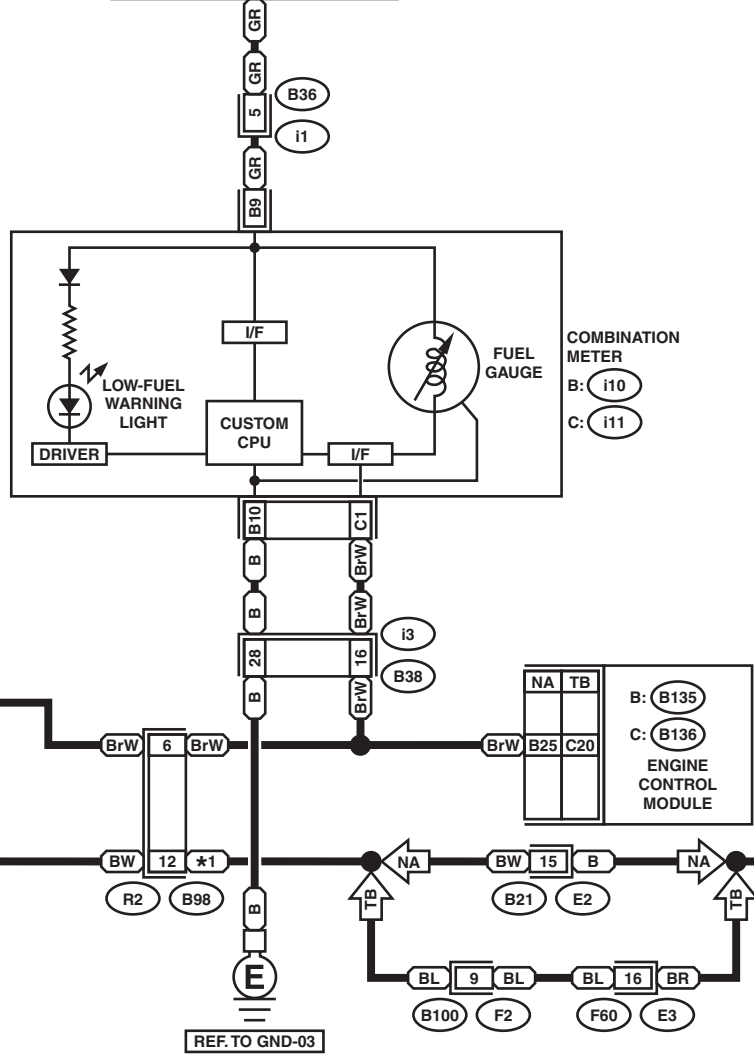 GR
GR
5
B36
i1
GR
B9
I/F
LOW-FUEL
WARNING
LIGHT
FUEL
GAUGE
COMBINATION
METER
B: i10
C: i11
CUSTOM
CPU
DRIVER
I/F
B10 C1
B BrW
B BrW
i3
28 16
B38
B BrW
NA TB
B: B135
C: B136
BrW 6 BrW
BrW B25 C20
ENGINE
CONTROL
MODULE
BW 12 *1
NA
BW 15 B
NA
R2 B98
TB
B21 E2
TB
B
E
BL 9 BL
BL 16 BR
B100 F2
F60 E3
REF. TO GND-03